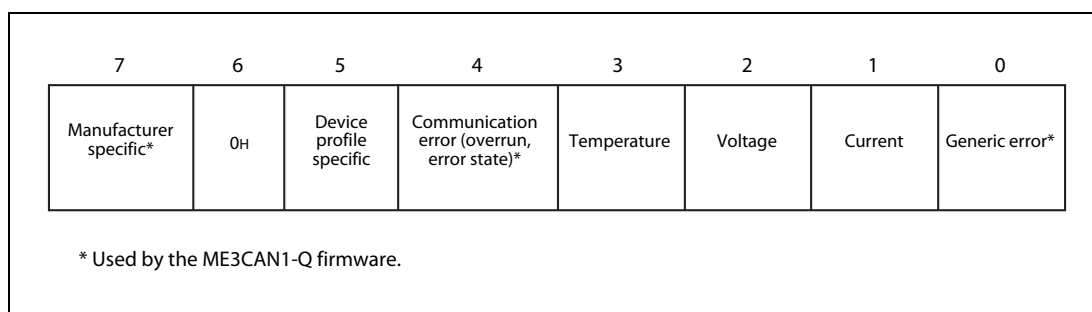 7 6 5 4 3 2 1 0
Manufacturer
specific*
0H
Device
profile
specific
Communication
error (overrun,
error state)*
Temperature
Voltage
Current
Generic error*
* Used by the ME3CAN1-Q firmware.